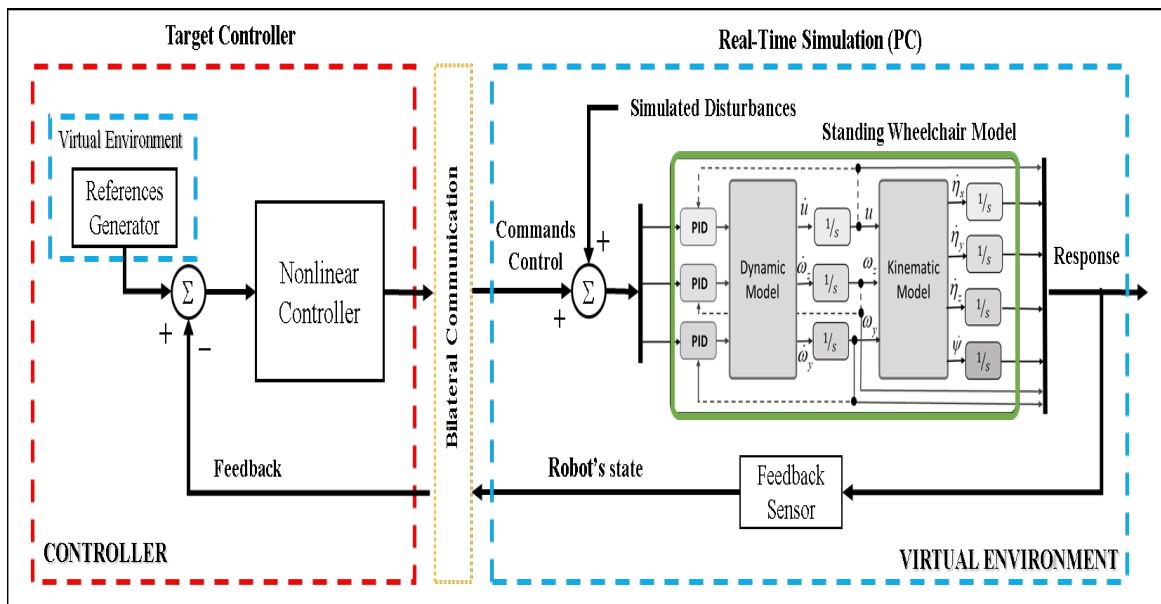 Target Controller
Real-Time Simulation (PC)
Virtual Environment
References
Generator
Σ
+
−
Nonlinear
Controller
Feedback
CONTROLLER
Bilateral Communication
Simulated Disturbances
Commands
Control
+
+
Σ
Standing Wheelchair Model
PID
PID
PID
Dynamic
Model
u̇
1/s
u
ω̇z
1/s
ωz
ω̇y
1/s
ωy
Kinematic
Model
η̇x
1/s
η̇y
1/s
η̇z
1/s
ψ̇
1/s
Response
Robot's state
Feedback
Sensor
VIRTUAL ENVIRONMENT